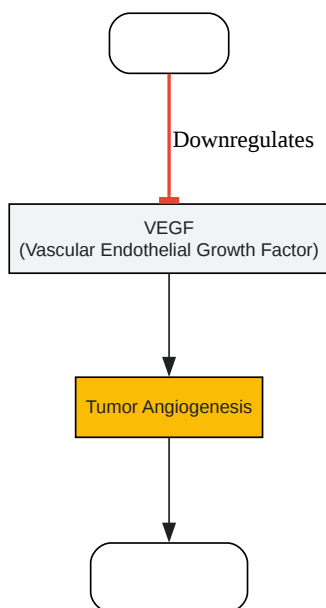 Downregulates
VEGF
(Vascular Endothelial Growth Factor)
Tumor Angiogenesis